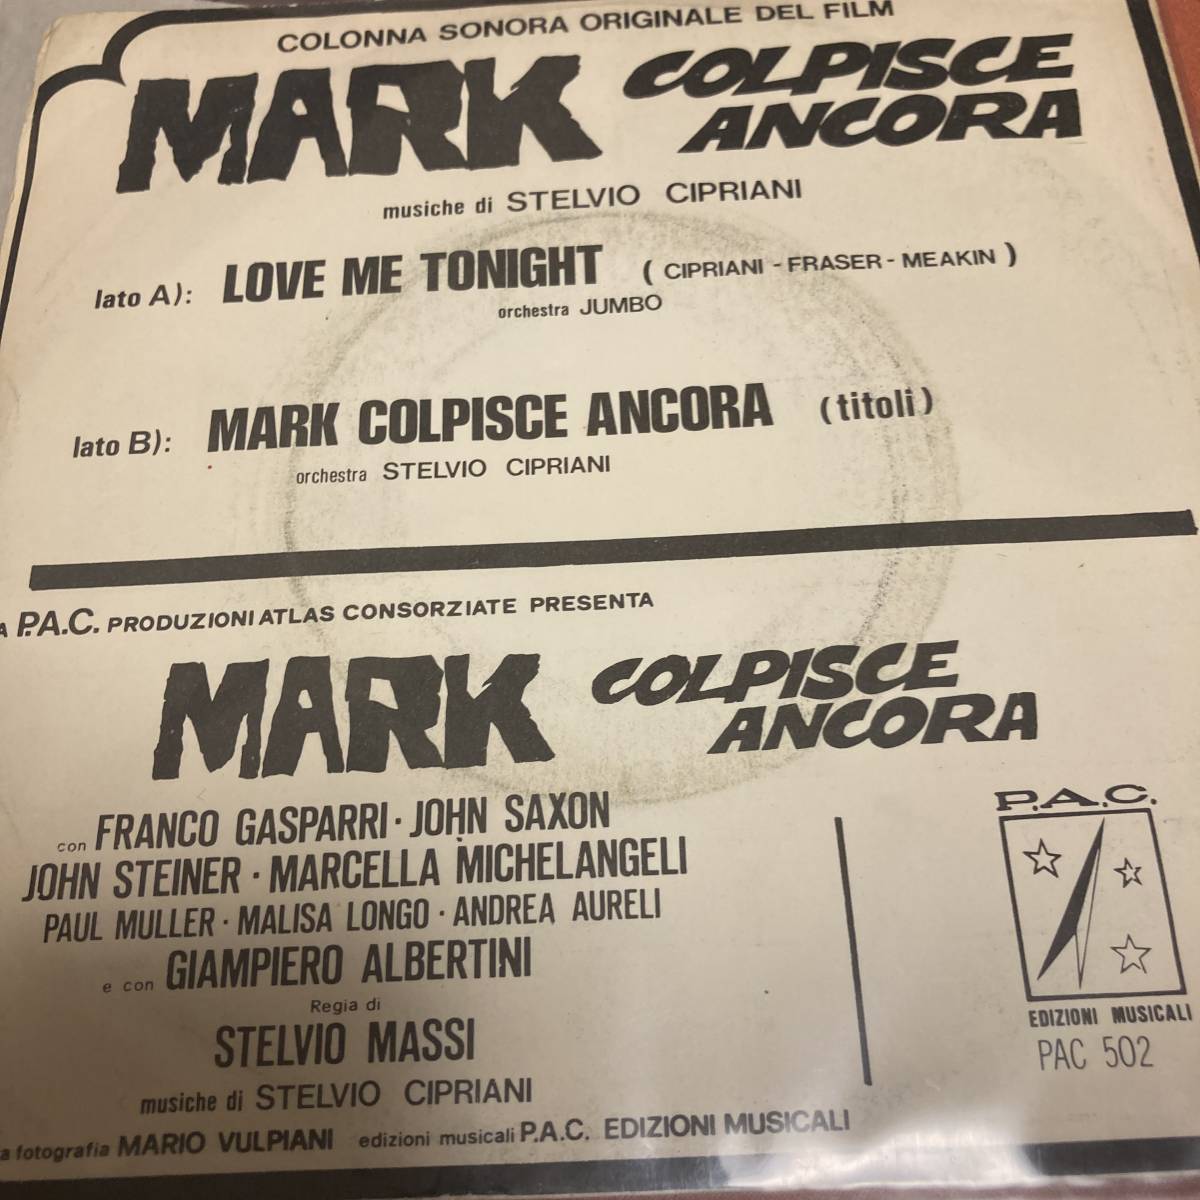 COLONNA SONORA ORIGINALE DEL FILM
MARK COLPISCE ANCORA
musiche di STELVIO CIPRIANI
lato A): LOVE ME TONIGHT ( CIPRIANI - FRASER - MEAKIN )
orchestra JUMBO
lato B): MARK COLPISCE ANCORA (titoli)
orchestra STELVIO CIPRIANI
A P.A.C. PRODUZIONI ATLAS CONSORZIATE PRESENTA
MARK COLPISCE ANCORA
con FRANCO GASPARRI · JOHN SAXON
JOHN STEINER · MARCELLA MICHELANGELI
PAUL MULLER · MALISA LONGO · ANDREA AURELI
e con GIAMPIERO ALBERTINI
Regia di
STELVIO MASSI
musiche di STELVIO CIPRIANI
a fotografia MARIO VULPIANI edizioni musicali P.A.C. EDIZIONI MUSICALI
P.A.C.
EDIZIONI MUSICALI
PAC 502